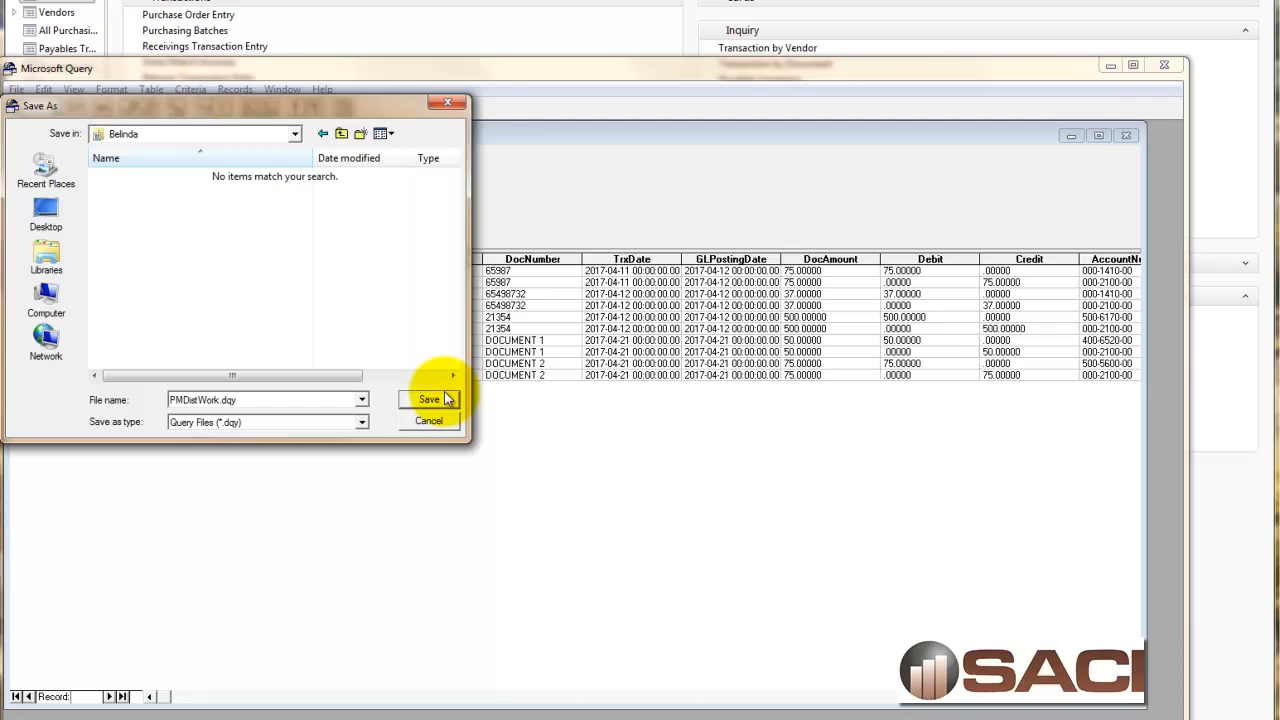 Transactions
Vendors
Purchase Order Entry
All Purchasi...
Purchasing Batches
Payables Tr...
Receivings Transaction Entry
Cards
Inquiry
Transaction by Vendor
Transaction by Document
Microsoft Query
File Edit View Format Table Criteria Records Window Help
Save As
Save in: Belinda
Name Date modified Type
No items match your search.
Recent Places
Desktop
Libraries
Computer
Network
File name: PMDistWork.dqy Save
Save as type: Query Files (*.dqy) Cancel
DocNumber TrxDate GLPostingDate DocAmount Debit Credit AccountNu
65987 2017-04-11 00:00:00.00 2017-04-12 00:00:00.00 75.00000 75.00000 .00000 000-1410-00
65987 2017-04-11 00:00:00.00 2017-04-12 00:00:00.00 75.00000 .00000 75.00000 000-2100-00
65498732 2017-04-12 00:00:00.00 2017-04-12 00:00:00.00 37.00000 37.00000 .00000 000-1410-00
65498732 2017-04-12 00:00:00.00 2017-04-12 00:00:00.00 37.00000 .00000 37.00000 000-2100-00
21354 2017-04-12 00:00:00.00 2017-04-12 00:00:00.00 500.00000 500.00000 .00000 500-6170-00
21354 2017-04-12 00:00:00.00 2017-04-12 00:00:00.00 500.00000 .00000 500.00000 000-2100-00
DOCUMENT 1 2017-04-21 00:00:00.00 2017-04-21 00:00:00.00 50.00000 50.00000 .00000 400-6520-00
DOCUMENT 1 2017-04-21 00:00:00.00 2017-04-21 00:00:00.00 50.00000 .00000 50.00000 000-2100-00
DOCUMENT 2 2017-04-21 00:00:00.00 2017-04-21 00:00:00.00 75.00000 75.00000 .00000 500-5600-00
DOCUMENT 2 2017-04-21 00:00:00.00 2017-04-21 00:00:00.00 75.00000 .00000 75.00000 000-2100-00
Record:
SACI